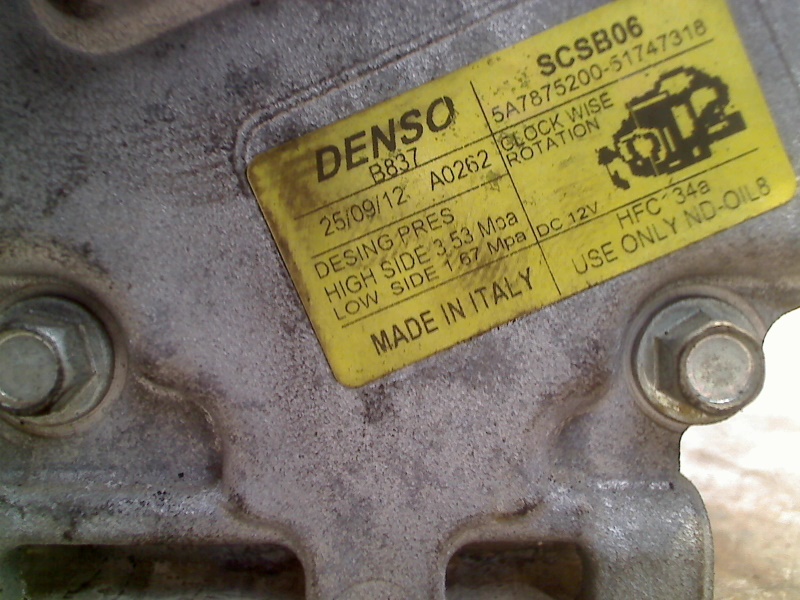 DENSO
B837
25/09/12 A0262
DESING PRES
HIGH SIDE 3,53 Mpa
LOW SIDE 1,67 Mpa
MADE IN ITALY
SCSB06
5A7875200-51747318
CLOCK WISE
ROTATION
DC 12V
HFC 34a
USE ONLY ND-OIL8